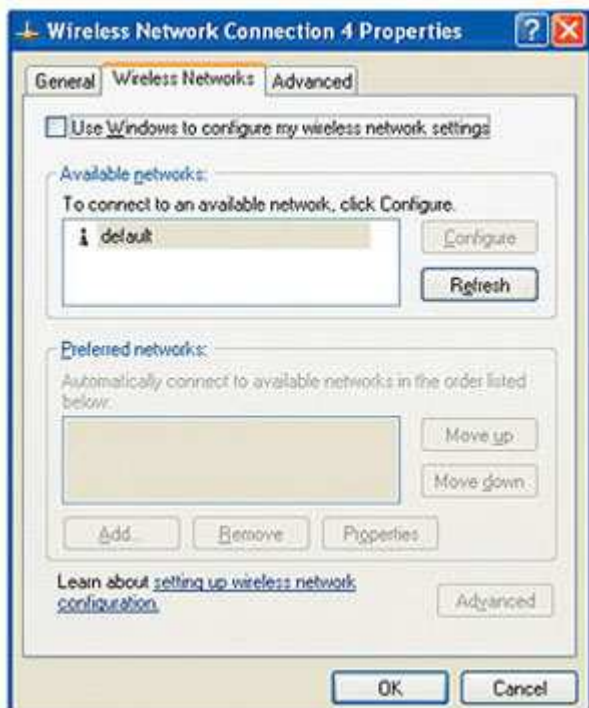 Wireless Network Connection 4 Properties
General Wireless Networks Advanced
Use Windows to configure my wireless network settings
Available networks:
To connect to an available network, click Configure.
default
Configure
Refresh
Preferred networks:
Automatically connect to available networks in the order listed
below:
Move up
Move down
Add... Remove Properties
Learn about setting up wireless network
configuration.
Advanced
OK Cancel